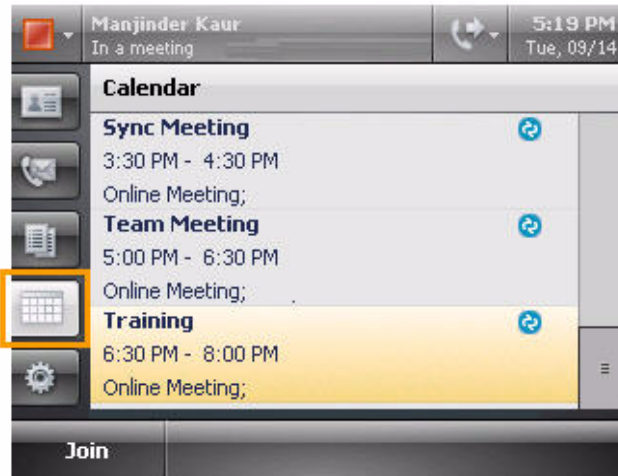 Manjinder Kaur
In a meeting
5:19 PM
Tue, 09/14
Calendar
Sync Meeting
3:30 PM - 4:30 PM
Online Meeting;
Team Meeting
5:00 PM - 6:30 PM
Online Meeting;
Training
6:30 PM - 8:00 PM
Online Meeting;
Join